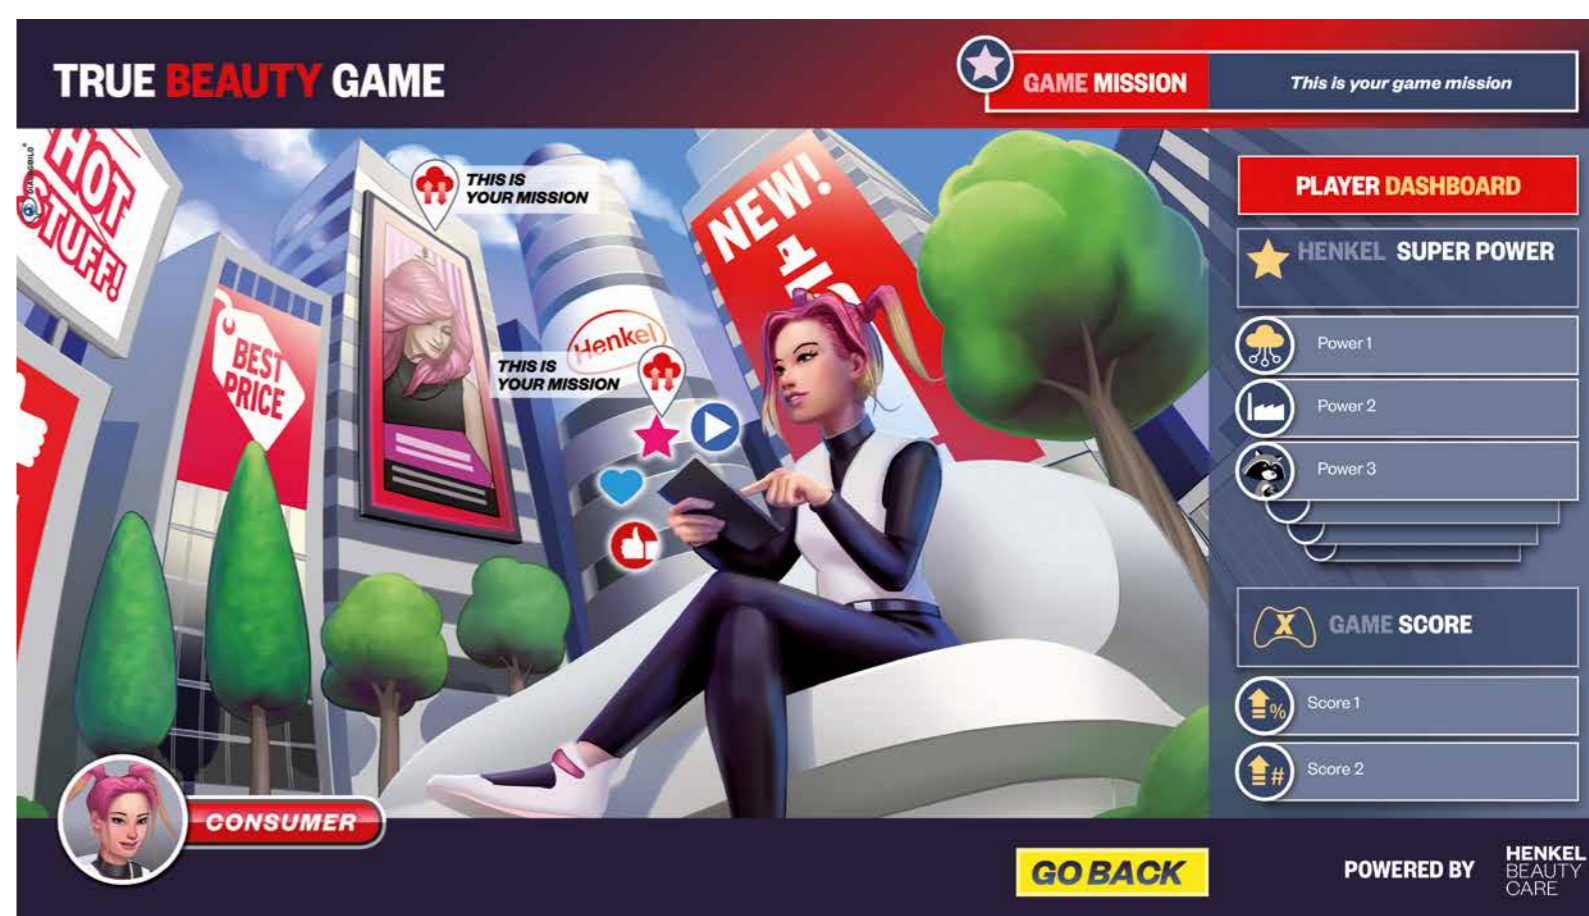 TRUE BEAUTY GAME
GAME MISSION
This is your game mission
DIALOGBILD
HOT
STUFF!
THIS IS
YOUR MISSION
NEW!
BEST
PRICE
Henkel
THIS IS
YOUR MISSION
PLAYER DASHBOARD
HENKEL SUPER POWER
Power 1
Power 2
Power 3
GAME SCORE
X
%
Score 1
#
Score 2
CONSUMER
GO BACK
POWERED BY
HENKEL
BEAUTY
CARE